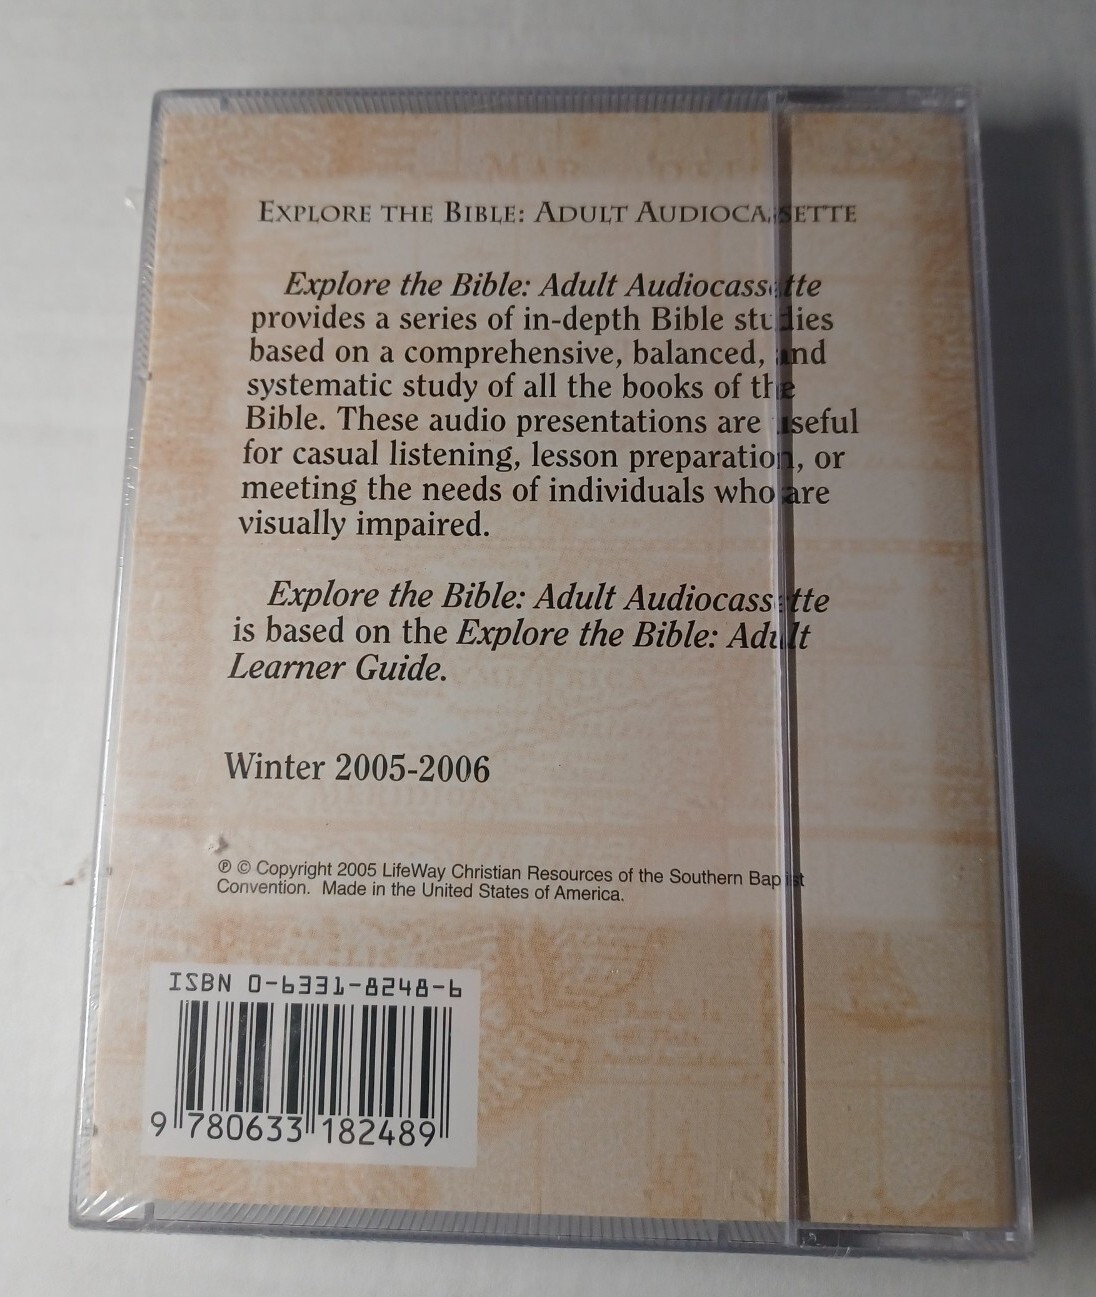 EXPLORE THE BIBLE: ADULT AUDIOCASSETTE
Explore the Bible: Adult Audiocassette
provides a series of in-depth Bible studies
based on a comprehensive, balanced, and
systematic study of all the books of the
Bible. These audio presentations are useful
for casual listening, lesson preparation, or
meeting the needs of individuals who are
visually impaired.
Explore the Bible: Adult Audiocassette
is based on the Explore the Bible: Adult
Learner Guide.
Winter 2005-2006
℗ © Copyright 2005 LifeWay Christian Resources of the Southern Baptist
Convention. Made in the United States of America.
ISBN 0-6331-8248-6
9 780633 182489